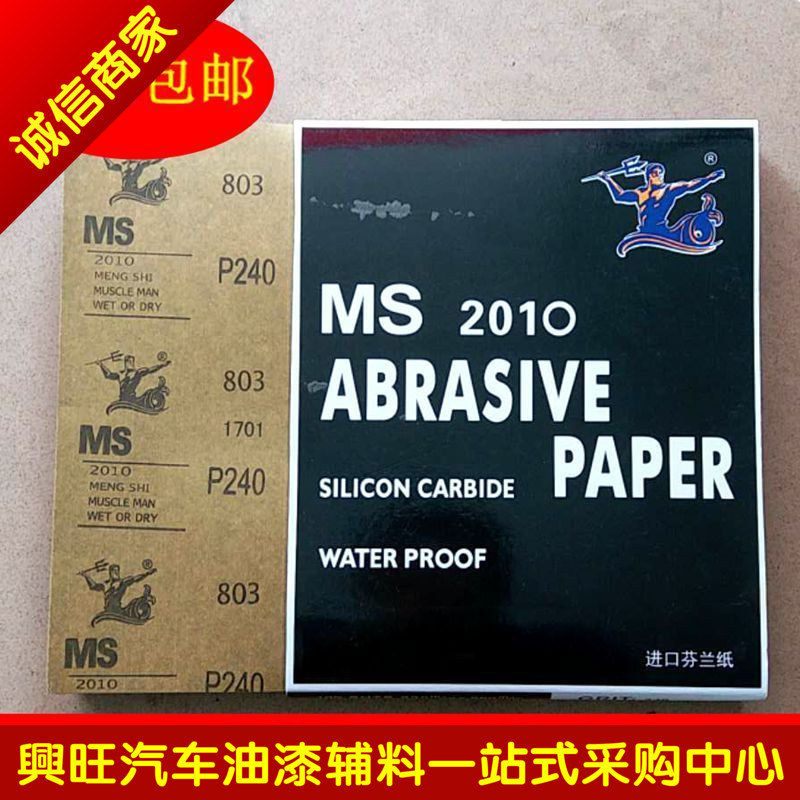 诚信商家
包邮
803
MS
2010
MENG SHI
MUSCLE MAN
WET OR DRY
P240
®
803
1701
MS
2010
MENG SHI
MUSCLE MAN
WET OR DRY
P240
®
803
MS
2010
P240
®
MS 2010
ABRASIVE
PAPER
SILICON CARBIDE
WATER PROOF
进口芬兰纸
興旺汽车油漆辅料一站式采购中心